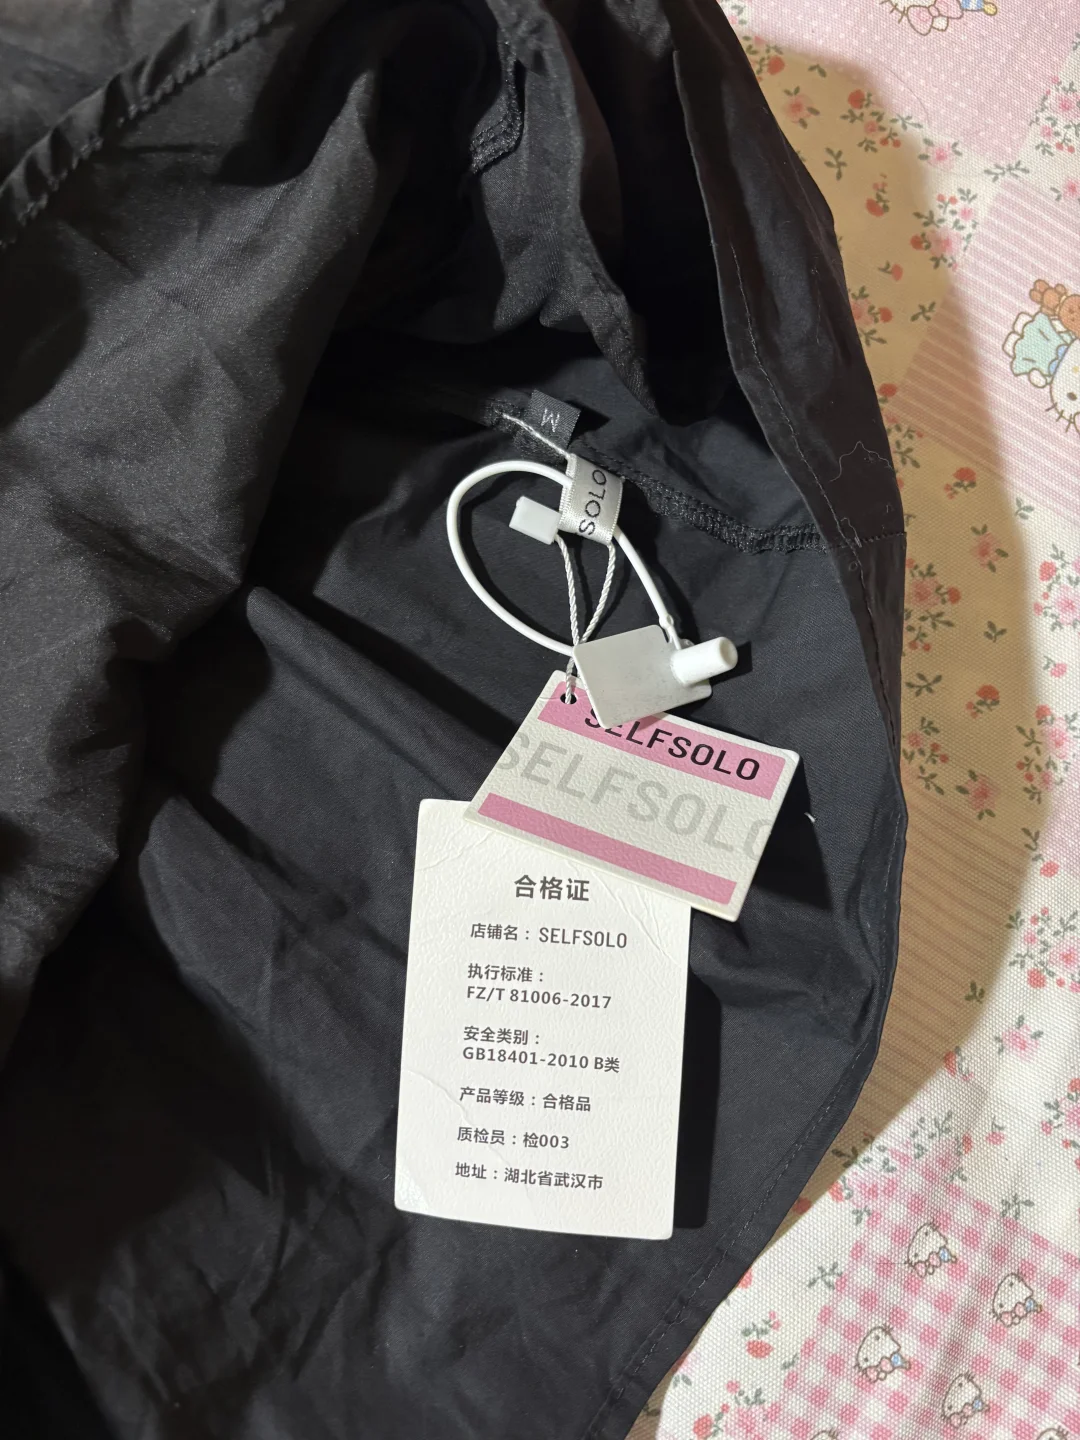 M
SOLO
SELFSOLO
SELFSOLO
合格证
店铺名：SELFSOLO
执行标准：
FZ/T 81006-2017
安全类别：
GB18401-2010 B类
产品等级：合格品
质检员：检003
地址：湖北省武汉市